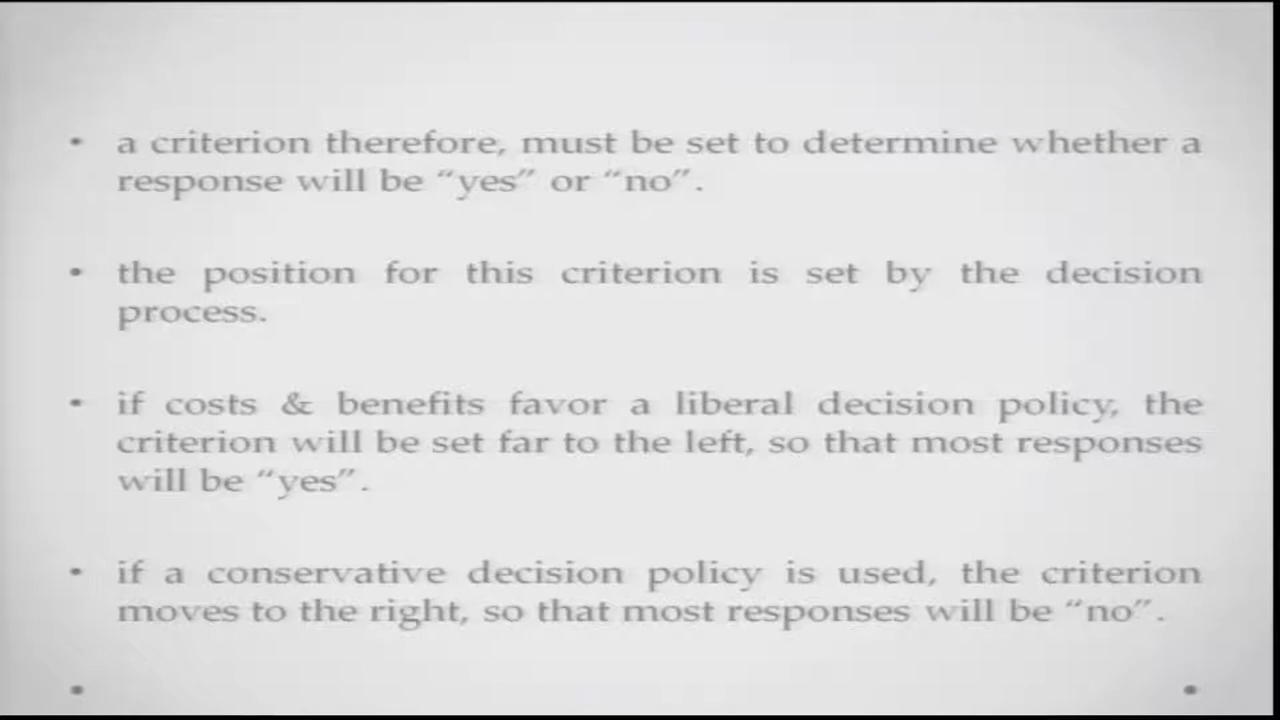 • a criterion therefore, must be set to determine whether a
response will be “yes” or “no”.
• the position for this criterion is set by the decision
process.
• if costs & benefits favor a liberal decision policy, the
criterion will be set far to the left, so that most responses
will be “yes”.
• if a conservative decision policy is used, the criterion
moves to the right, so that most responses will be “no”.